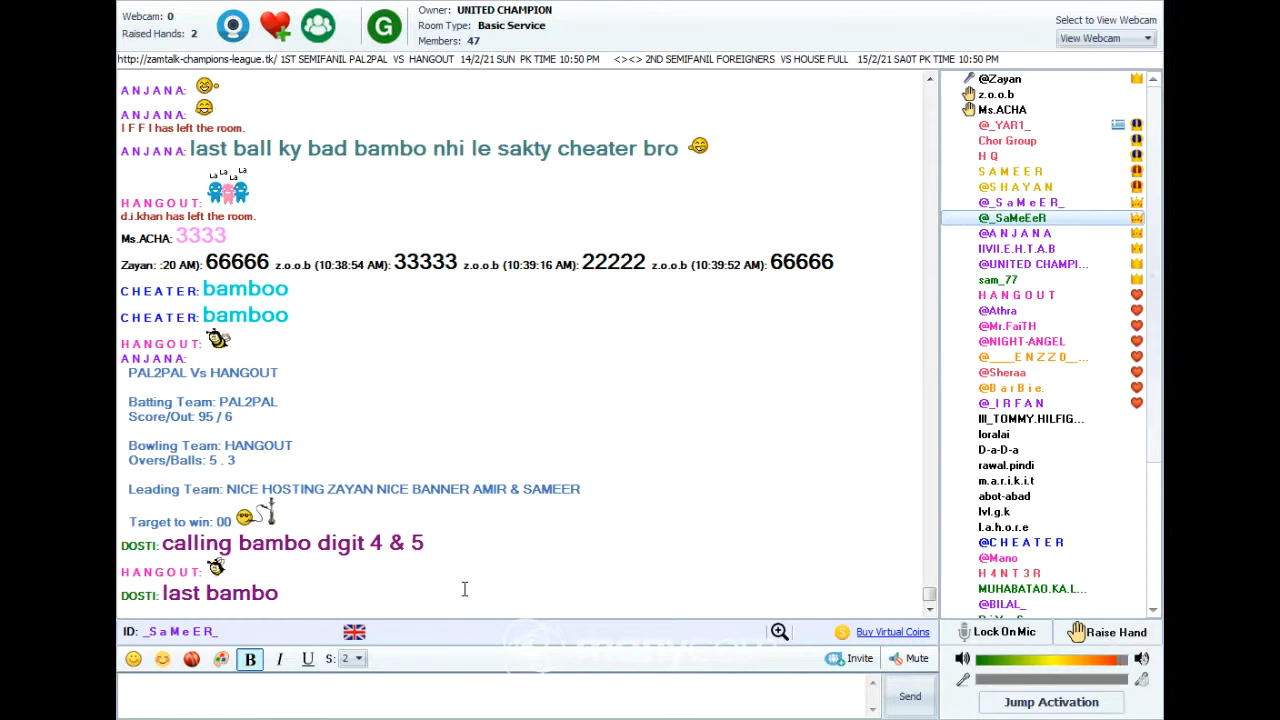 Webcam: 0
Raised Hands: 2
G
Owner: UNITED CHAMPION
Room Type: Basic Service
Members: 47
Select to View Webcam
View Webcam
http://zamtalk-champions-league.tk/ 1ST SEMIFANIL PAL2PAL VS HANGOUT 14/2/21 SUN PK TIME 10:50 PM <><> 2ND SEMIFANIL FOREIGNERS VS HOUSE FULL 15/2/21 SAOT PK TIME 10:50 PM
A N J A N A:
A N J A N A:
I F F I has left the room.
A N J A N A: last ball ky bad bambo nhi le sakty cheater bro
La La La La
H A N G O U T:
d.i.khan has left the room.
Ms.ACHA: 3333
Zayan: :20 AM): 66666 z.o.o.b (10:38:54 AM): 33333 z.o.o.b (10:39:16 AM): 22222 z.o.o.b (10:39:52 AM): 66666
C H E A T E R: bamboo
C H E A T E R: bamboo
H A N G O U T:
A N J A N A:
PAL2PAL Vs HANGOUT
Batting Team: PAL2PAL
Score/Out: 95 / 6
Bowling Team: HANGOUT
Overs/Balls: 5 . 3
Leading Team: NICE HOSTING ZAYAN NICE BANNER AMIR & SAMEER
Target to win: 00
DOSTI: calling bambo digit 4 & 5
H A N G O U T:
DOSTI: last bambo
@Zayan
z.o.o.b
Ms.ACHA
@_YAR1_
Chor Group
H Q
S A M E E R
@S H A Y A N
@_S a M e E R_
@_SaMeEeR
@A N J A N A
IIVII.E.H.T.A.B
@UNITED CHAMPI...
sam_77
H A N G O U T
@Athra
@Mr.FaiTH
@NIGHT-ANGEL
@____E N Z Z O__...
@Sheraa
@B a r B i e.
@_I R F A N
III_TOMMY.HILFIG...
loralai
D-a-D-a
rawal.pindi
m.a.r.i.k.i.t
abot-abad
lvl.g.k
l.a.h.o.r.e
@C H E A T E R
@Mano
H 4 N T 3 R
MUHABATAO.KA.L...
@BILAL_
ID: _S a M e E R_
Buy Virtual Coins
Lock On Mic
Raise Hand
B I U S: 2
Invite
Mute
Send
Jump Activation